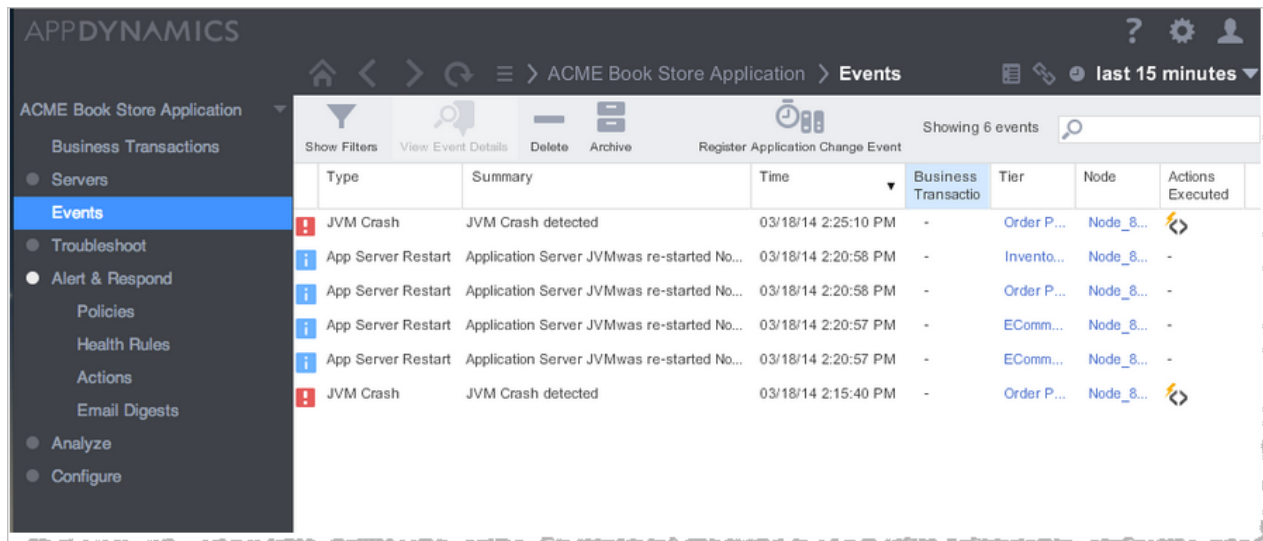 APPDYNAMICS
?
ACME Book Store Application > Events
last 15 minutes
ACME Book Store Application
Business Transactions
Servers
Events
Troubleshoot
Alert & Respond
Policies
Health Rules
Actions
Email Digests
Analyze
Configure
Show Filters View Event Details Delete Archive Register Application Change Event Showing 6 events
Type Summary Time Business Transactio Tier Node Actions Executed
JVM Crash JVM Crash detected 03/18/14 2:25:10 PM - Order P... Node_8...
App Server Restart Application Server JVMwas re-started No... 03/18/14 2:20:58 PM - Invento... Node_8... -
App Server Restart Application Server JVMwas re-started No... 03/18/14 2:20:58 PM - Order P... Node_8... -
App Server Restart Application Server JVMwas re-started No... 03/18/14 2:20:57 PM - EComm... Node_8... -
App Server Restart Application Server JVMwas re-started No... 03/18/14 2:20:57 PM - EComm... Node_8... -
JVM Crash JVM Crash detected 03/18/14 2:15:40 PM - Order P... Node_8...